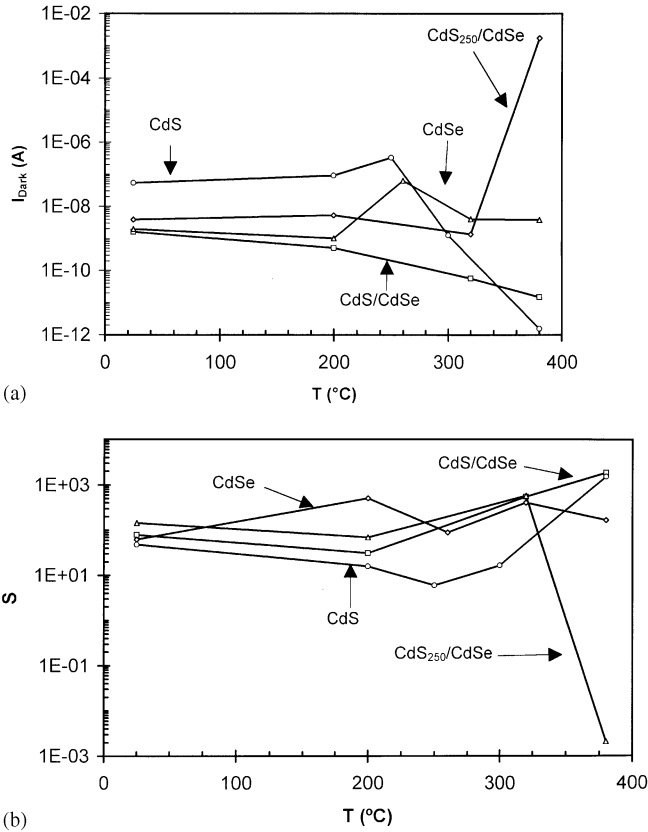 (a)
I_Dark (A)
1E-02
1E-04
1E-06
1E-08
1E-10
1E-12
CdS
CdSe
CdS₂₅₀/CdSe
CdS/CdSe
0 100 200 300 400
T (°C)
(b)
S
1E+03
1E+01
1E-01
1E-03
CdSe
CdS/CdSe
CdS
CdS₂₅₀/CdSe
0 100 200 300 400
T (ºC)